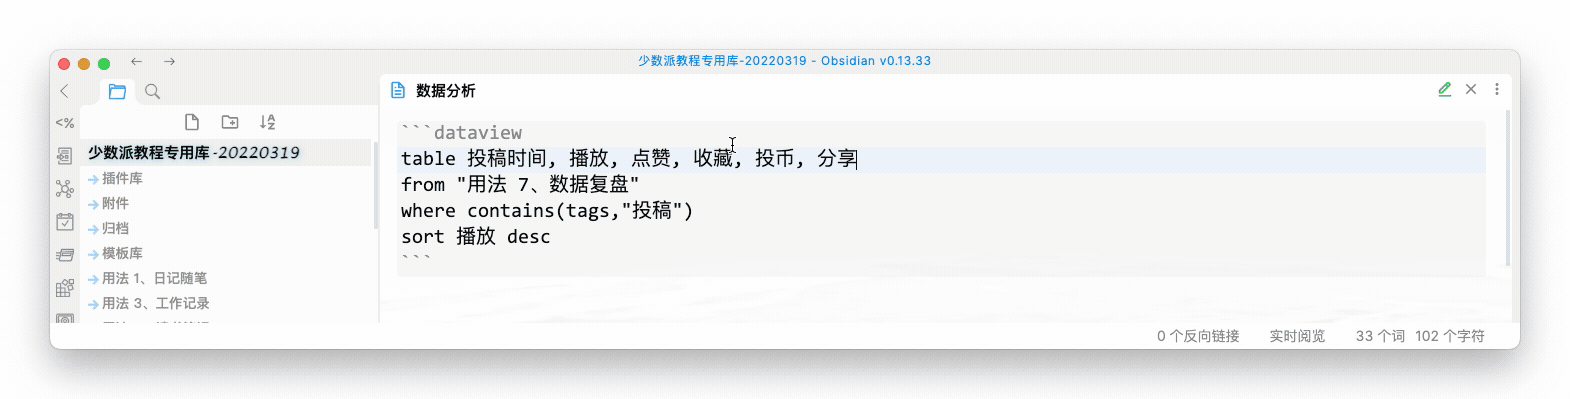 少数派教程专用库-20220319 - Obsidian v0.13.33
数据分析
<%
少数派教程专用库 -20220319
插件库
附件
归档
模板库
用法 1、日记随笔
用法 3、工作记录
```dataview
table 投稿时间, 播放, 点赞, 收藏, 投币, 分享
from "用法 7、数据复盘"
where contains(tags,"投稿")
sort 播放 desc
```
0 个反向链接 实时阅览 33 个词 102 个字符